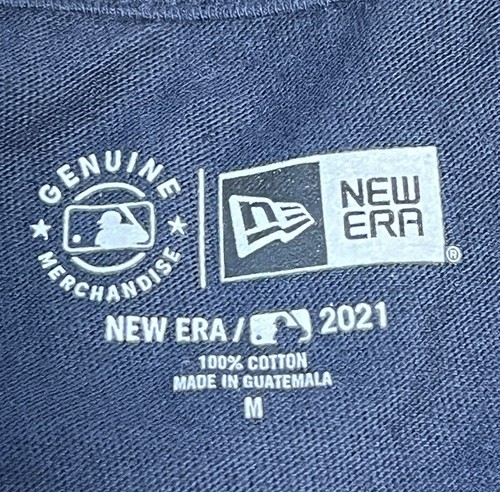 GENUINE
MERCHANDISE
NEW
ERA
®
NEW ERA / 2021
100% COTTON
MADE IN GUATEMALA
M